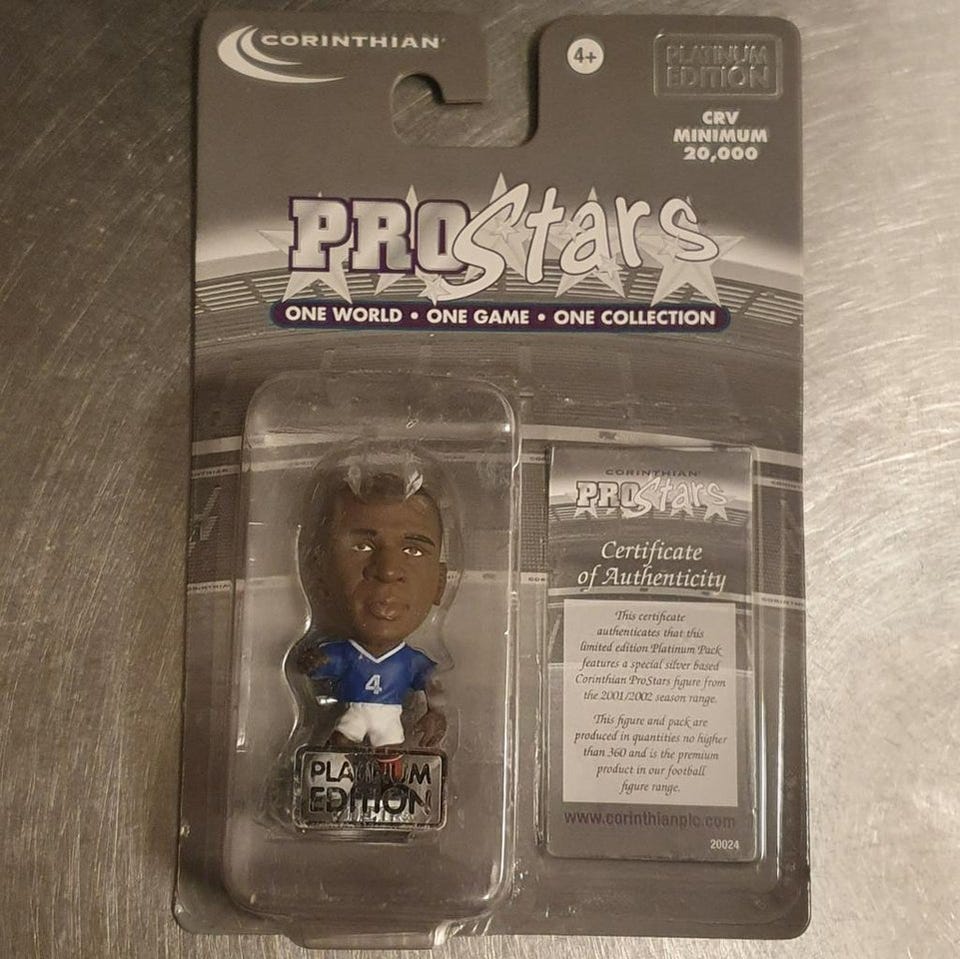 CORINTHIAN
4+
PLATINUM
EDITION
CRV
MINIMUM
20,000
PROStars
ONE WORLD • ONE GAME • ONE COLLECTION
4
PLATINUM
EDITION
CORINTHIAN
PROStars
Certificate
of Authenticity
This certificate
authenticates that this
limited edition Platinum Pack
features a special silver based
Corinthian ProStars figure from
the 2001/2002 season range.
This figure and pack are
produced in quantities no higher
than 360 and is the premium
product in our football
figure range.
www.corinthianplc.com
20024